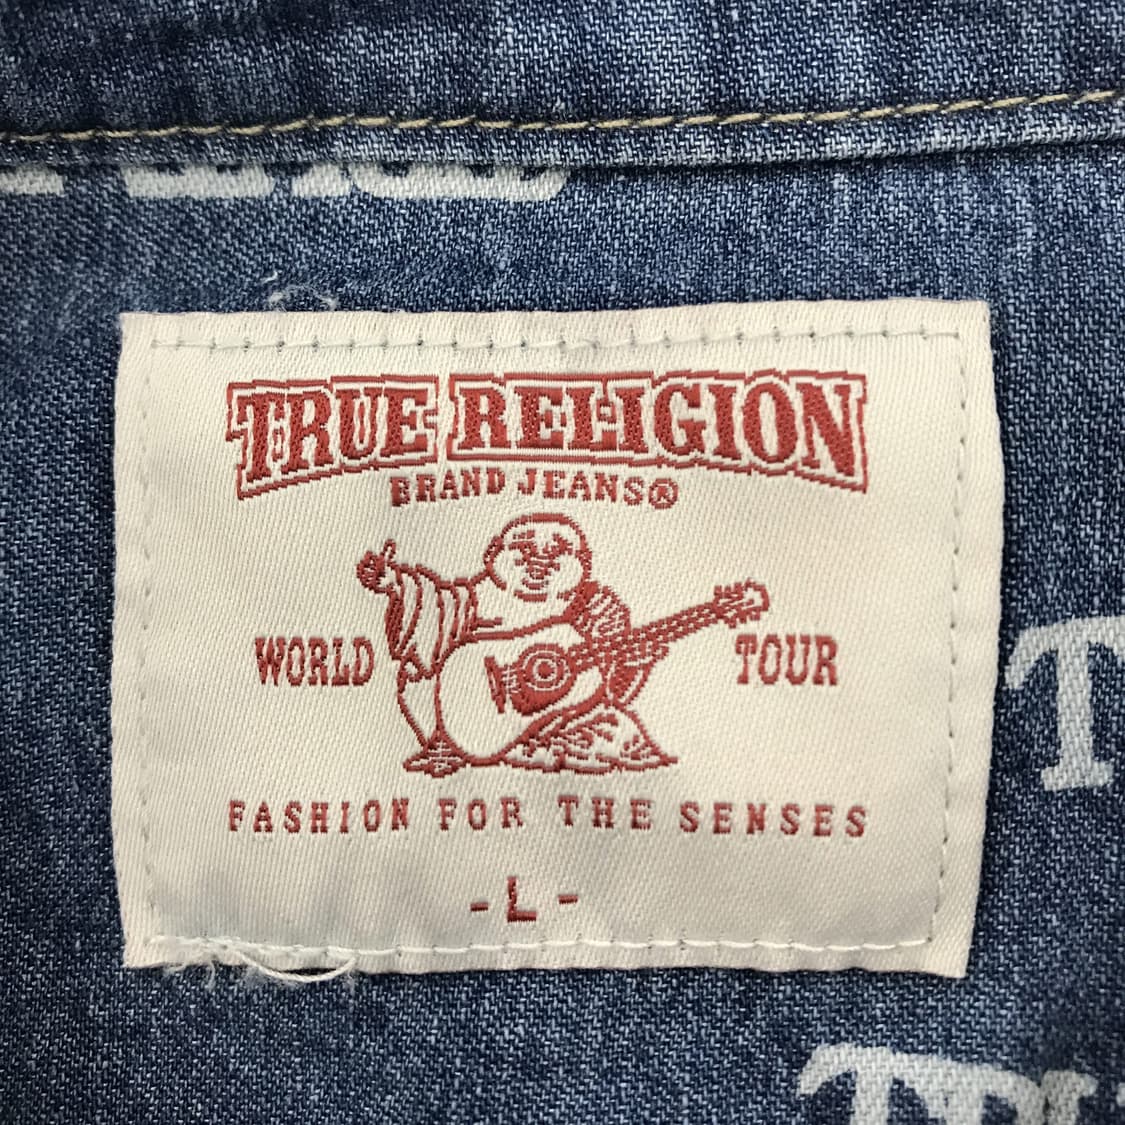 TRUE RELIGION
BRAND JEANS®
WORLD TOUR
FASHION FOR THE SENSES
- L -